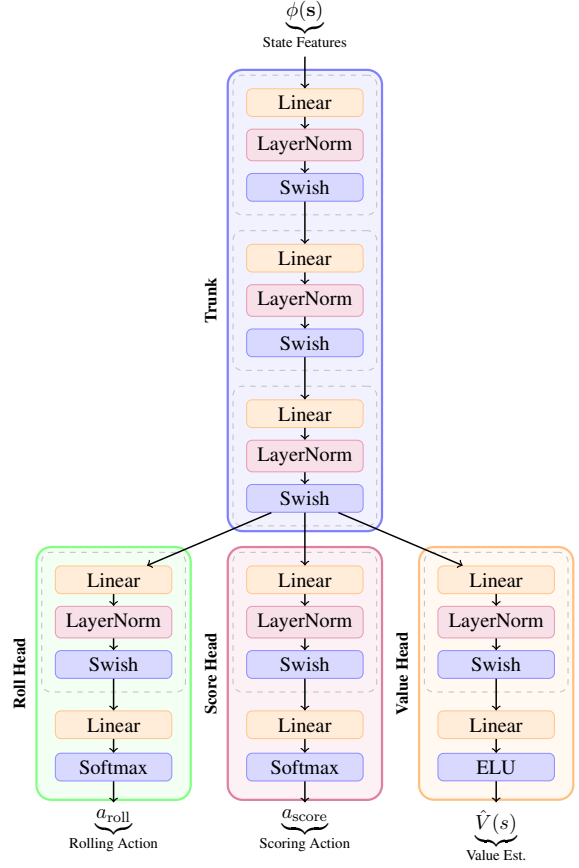 ϕ(s)
State Features
Trunk
Linear
LayerNorm
Swish
Linear
LayerNorm
Swish
Linear
LayerNorm
Swish
Roll Head
Linear
LayerNorm
Swish
Linear
Softmax
a_roll
Rolling Action
Score Head
Linear
LayerNorm
Swish
Linear
Softmax
a_score
Scoring Action
Value Head
Linear
LayerNorm
Swish
Linear
ELU
V̂(s)
Value Est.